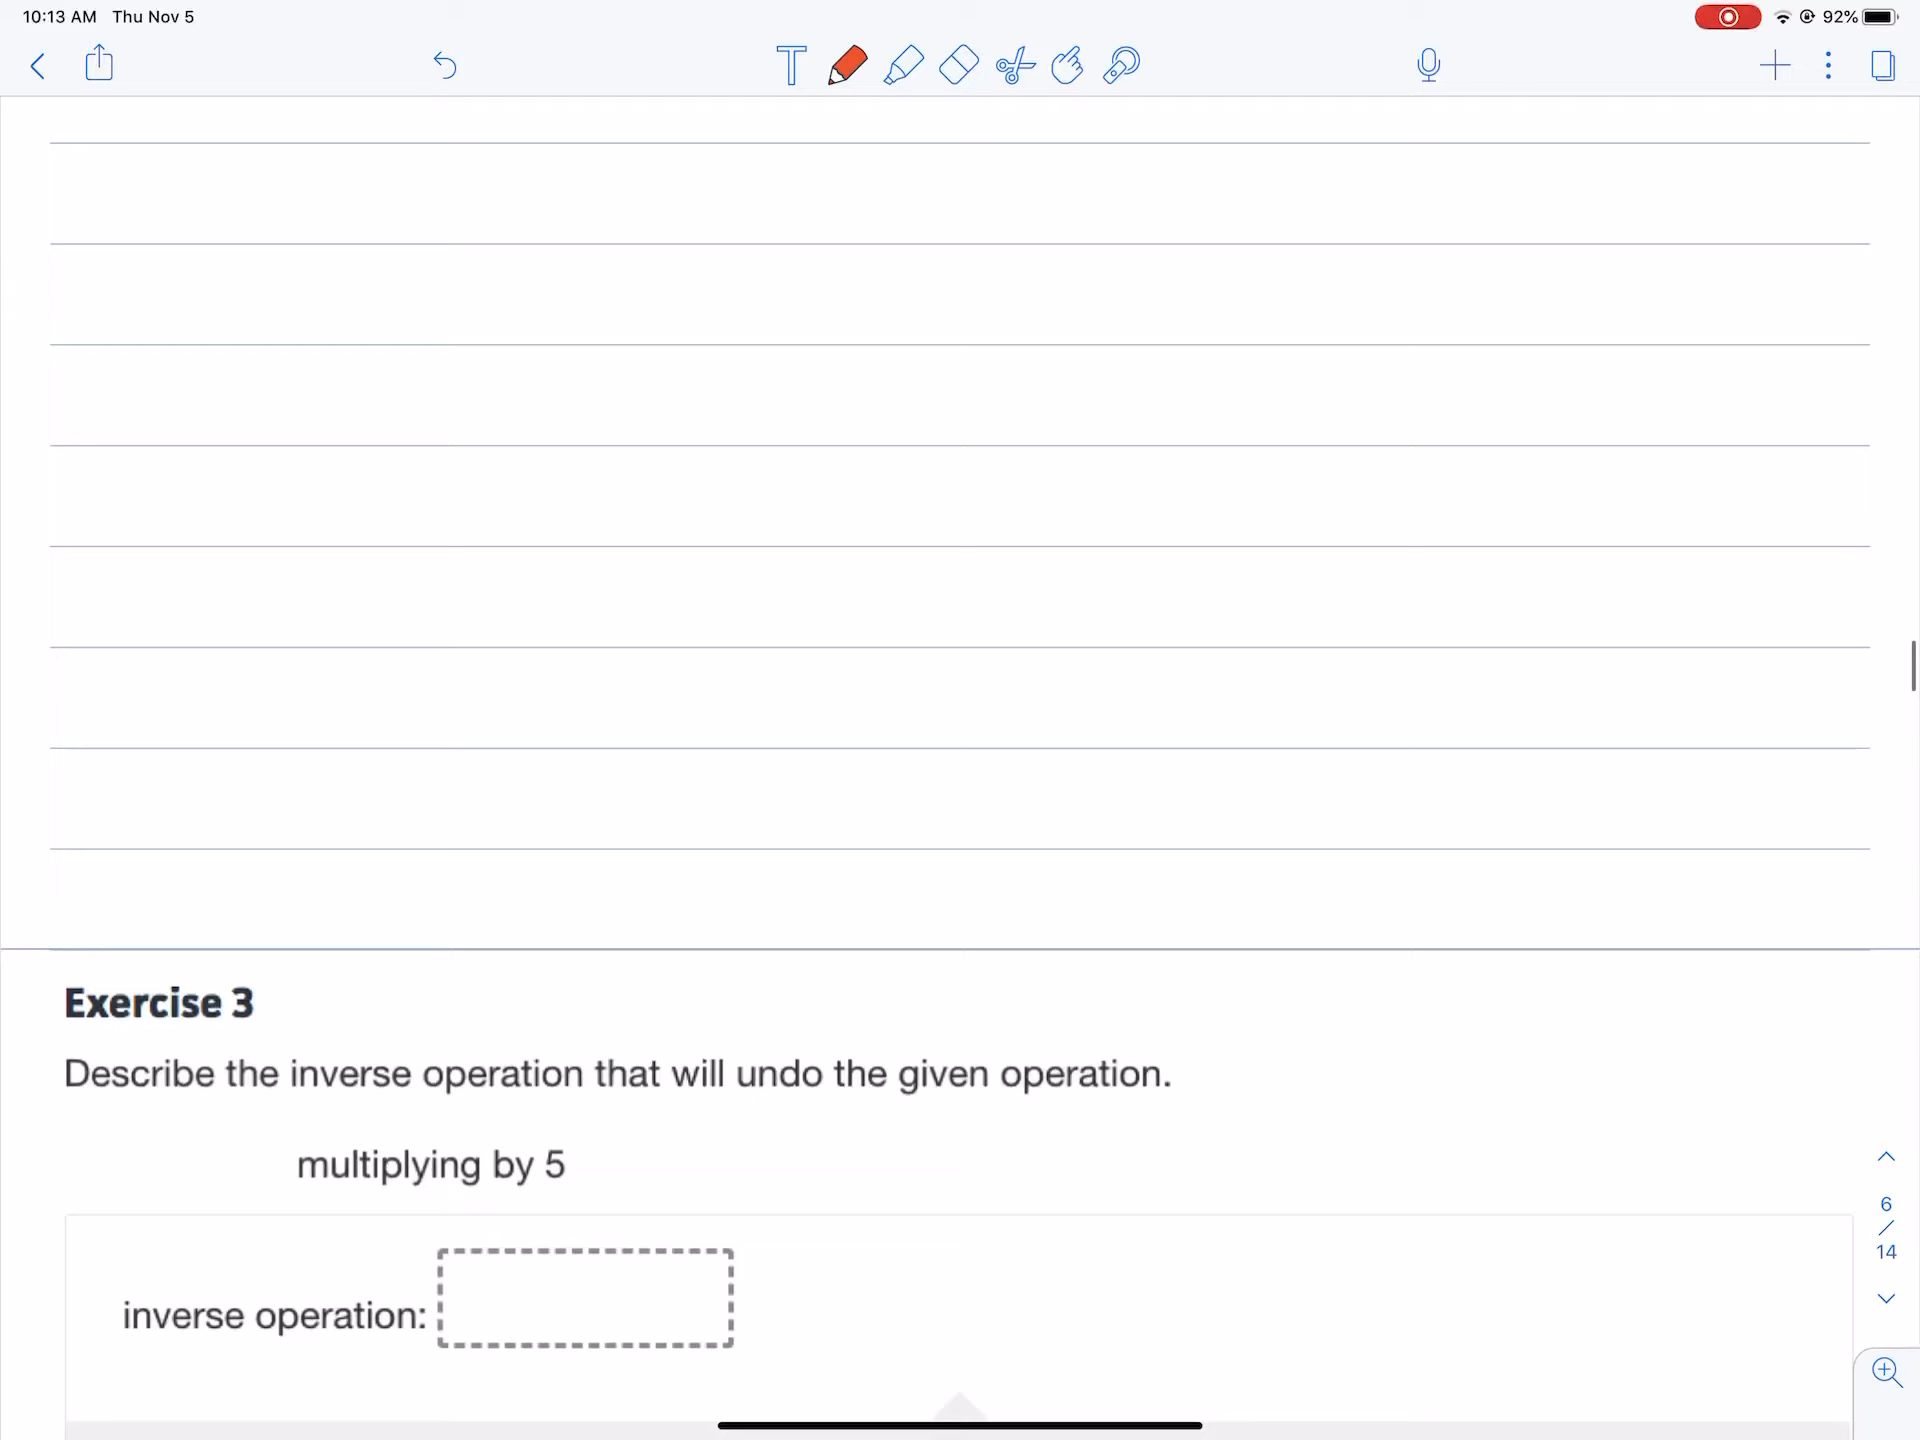 10:13 AM Thu Nov 5
92%
T
Exercise 3
Describe the inverse operation that will undo the given operation.
multiplying by 5
inverse operation:
6
/
14